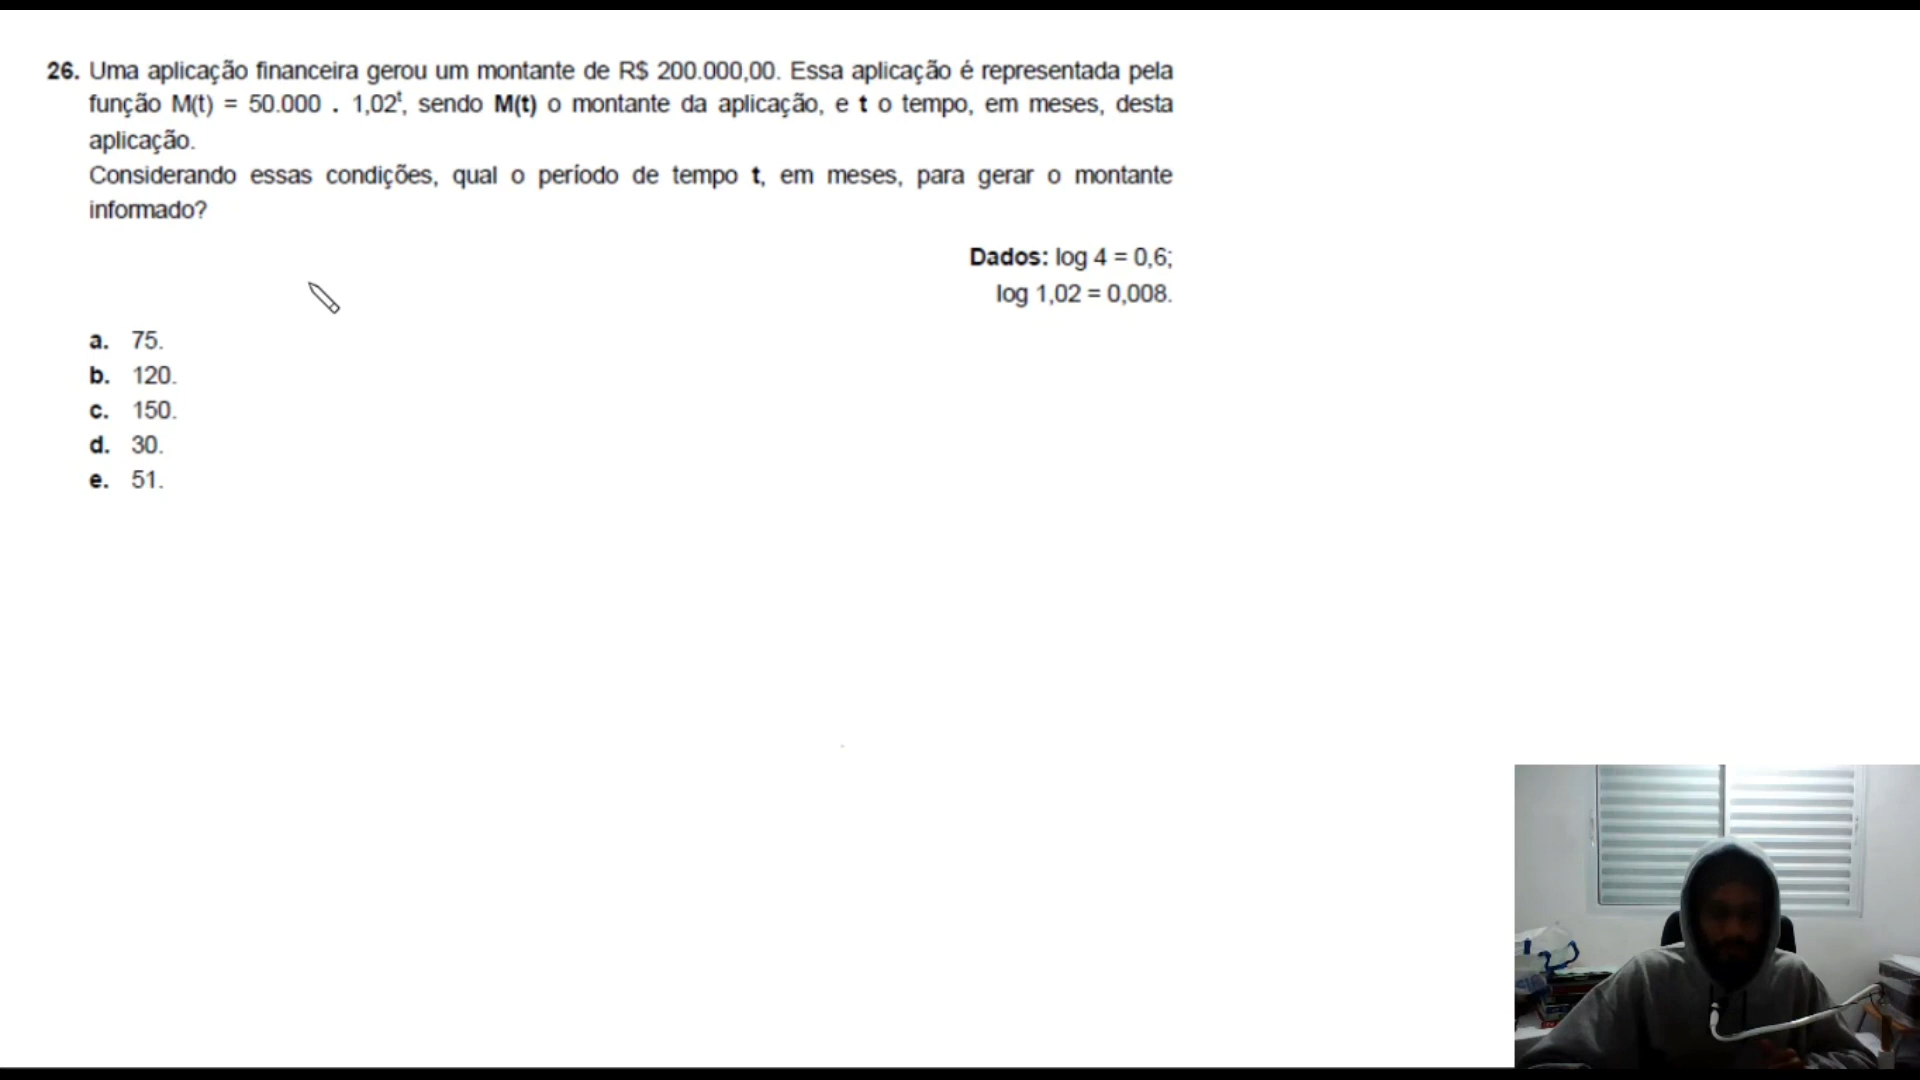 26. Uma aplicação financeira gerou um montante de R$ 200.000,00. Essa aplicação é representada pela
função M(t) = 50.000 . 1,02ᵗ, sendo M(t) o montante da aplicação, e t o tempo, em meses, desta
aplicação.
Considerando essas condições, qual o período de tempo t, em meses, para gerar o montante
informado?
Dados: log 4 = 0,6;
log 1,02 = 0,008.
a. 75.
b. 120.
c. 150.
d. 30.
e. 51.